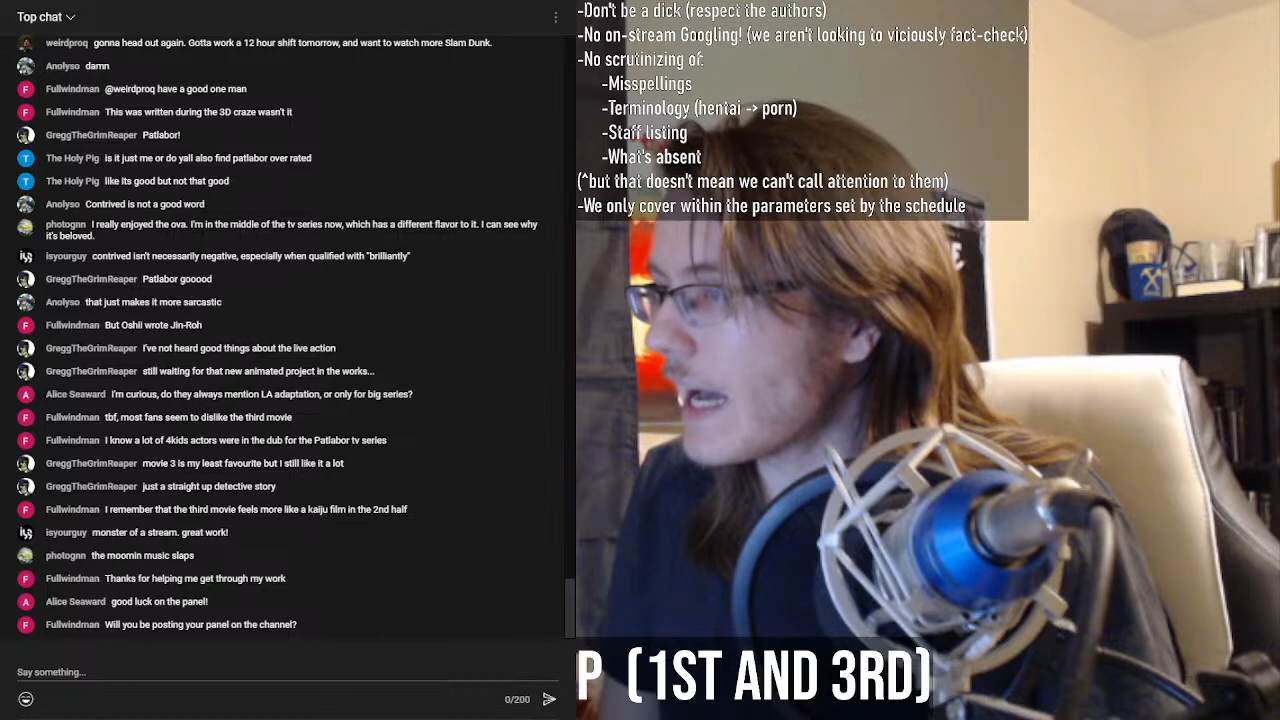 Top chat
weirdproq gonna head out again. Gotta work a 12 hour shift tomorrow, and want to watch more Slam Dunk.
Anolyso damn
Fullwindman @weirdproq have a good one man
Fullwindman This was written during the 3D craze wasn't it
GreggTheGrimReaper Patlabor!
The Holy Pig is it just me or do yall also find patlabor over rated
The Holy Pig like its good but not that good
Anolyso Contrived is not a good word
photognn I really enjoyed the ova. I'm in the middle of the tv series now, which has a different flavor to it. I can see why
it's beloved.
isyourguy contrived isn't necessarily negative, especially when qualified with "brilliantly"
GreggTheGrimReaper Patlabor gooood
Anolyso that just makes it more sarcastic
Fullwindman But Oshii wrote Jin-Roh
GreggTheGrimReaper I've not heard good things about the live action
GreggTheGrimReaper still waiting for that new animated project in the works...
Alice Seaward I'm curious, do they always mention LA adaptation, or only for big series?
Fullwindman tbf, most fans seem to dislike the third movie
Fullwindman I know a lot of 4kids actors were in the dub for the Patlabor tv series
GreggTheGrimReaper movie 3 is my least favourite but I still like it a lot
GreggTheGrimReaper just a straight up detective story
Fullwindman I remember that the third movie feels more like a kaiju film in the 2nd half
isyourguy monster of a stream. great work!
photognn the moomin music slaps
Fullwindman Thanks for helping me get through my work
Alice Seaward good luck on the panel!
Fullwindman Will you be posting your panel on the channel?
Say something...
0/200
-Don't be a dick (respect the authors)
-No on-stream Googling! (we aren't looking to viciously fact-check)
-No scrutinizing of:
-Misspellings
-Terminology (hentai -> porn)
-Staff listing
-What's absent
(^but that doesn't mean we can't call attention to them)
-We only cover within the parameters set by the schedule
P (1ST AND 3RD)